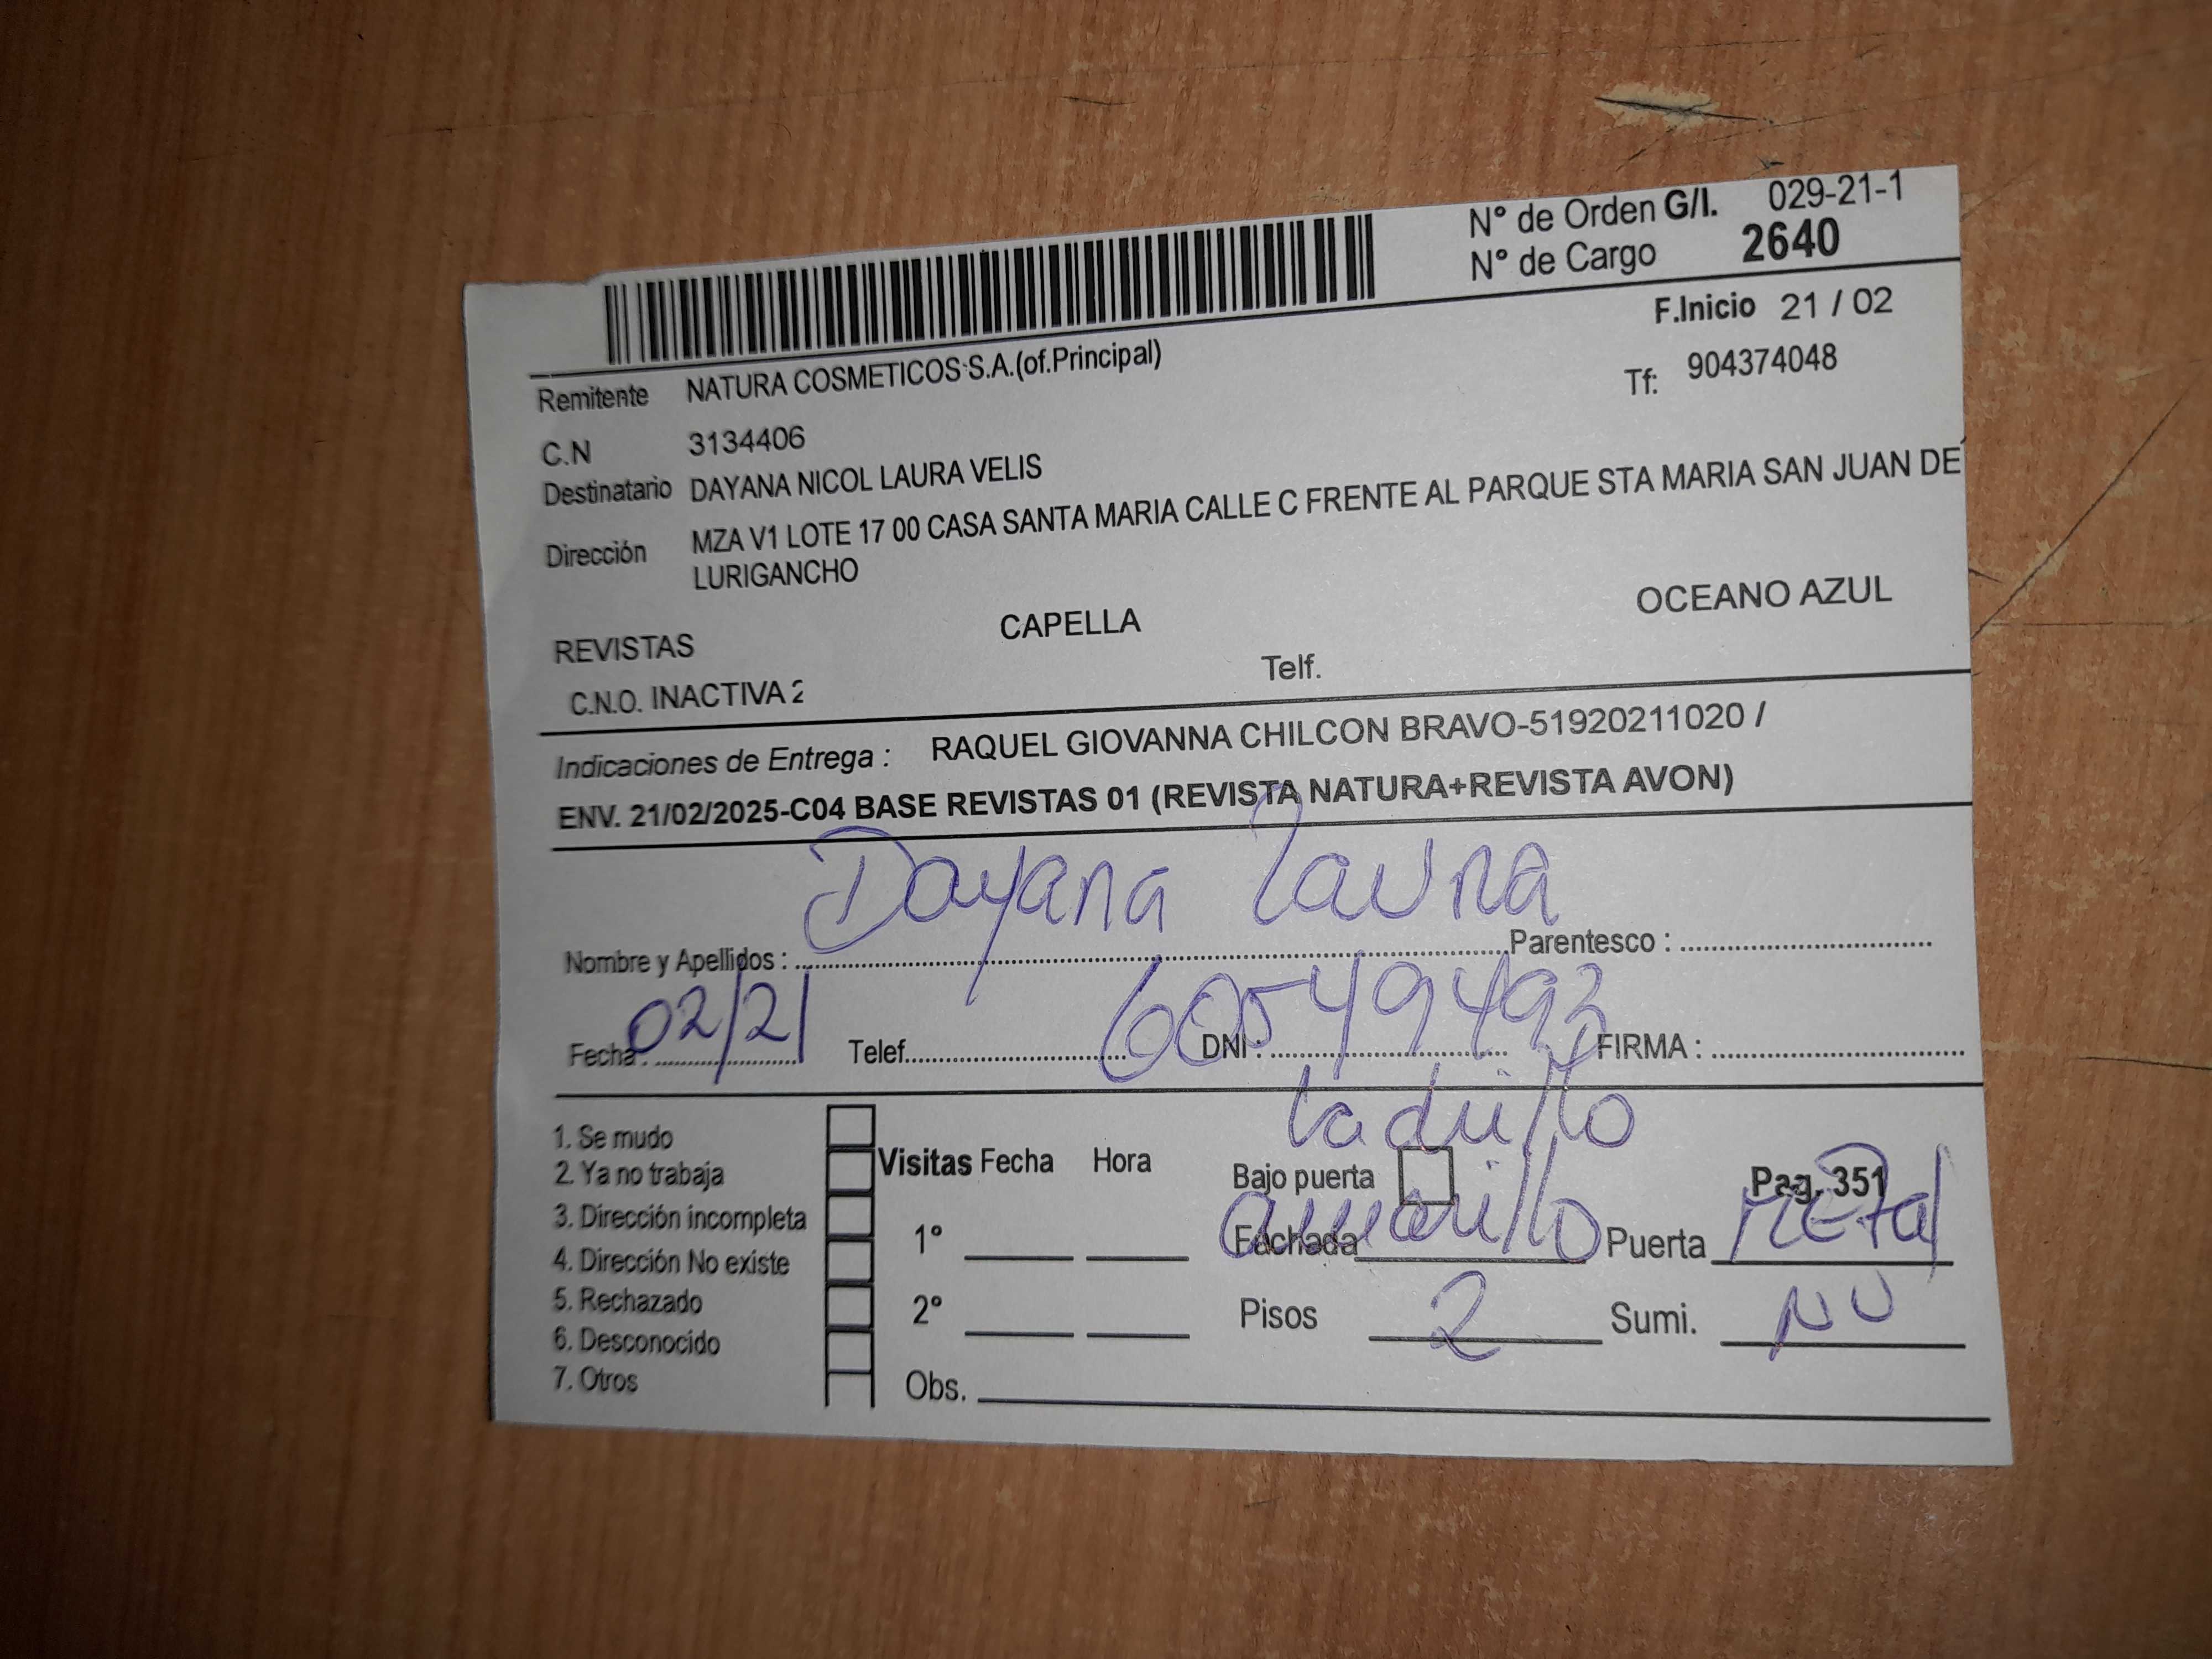 N° de Orden G/I. 029-21-1
N° de Cargo 2640
F.Inicio 21 / 02
Remitente NATURA COSMETICOS S.A.(of.Principal)
Tf: 904374048
C.N 3134406
Destinatario DAYANA NICOL LAURA VELIS
Dirección MZA V1 LOTE 17 00 CASA SANTA MARIA CALLE C FRENTE AL PARQUE STA MARIA SAN JUAN DE
LURIGANCHO
REVISTAS CAPELLA OCEANO AZUL
C.N.O. INACTIVA 2 Telf.
Indicaciones de Entrega : RAQUEL GIOVANNA CHILCON BRAVO-51920211020 /
ENV. 21/02/2025-C04 BASE REVISTAS 01 (REVISTA NATURA+REVISTA AVON)
Dayana Laura
Nombre y Apellidos : Parentesco :
Fecha : 02/21 Telef. DNI : 60549493 FIRMA :
ladrillo
1. Se mudo
2. Ya no trabaja
3. Dirección incompleta
4. Dirección No existe
5. Rechazado
6. Desconocido
7. Otros
Visitas Fecha Hora
1°
2°
Obs.
Bajo puerta Pag. 351
Fachada amarillo Puerta metal
Pisos 2 Sumi. NO